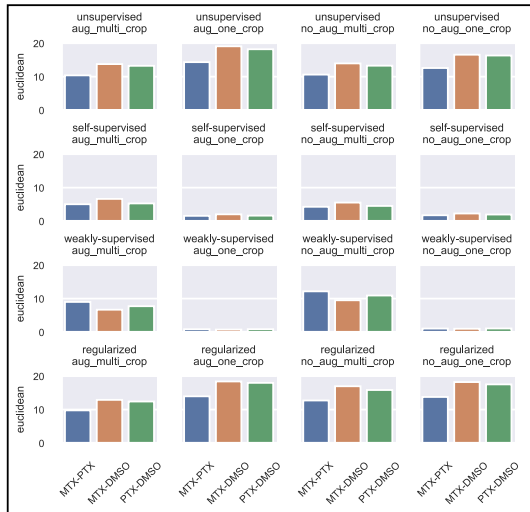 unsupervised unsupervised unsupervised unsupervised
aug_multi_crop aug_one_crop no_aug_multi_crop no_aug_one_crop
20
10
0
euclidean
self-supervised self-supervised self-supervised self-supervised
aug_multi_crop aug_one_crop no_aug_multi_crop no_aug_one_crop
20
10
0
euclidean
weakly-supervised weakly-supervised weakly-supervised weakly-supervised
aug_multi_crop aug_one_crop no_aug_multi_crop no_aug_one_crop
20
10
0
euclidean
regularized regularized regularized regularized
aug_multi_crop aug_one_crop no_aug_multi_crop no_aug_one_crop
20
10
0
euclidean
MTX-PTX MTX-DMSO PTX-DMSO MTX-PTX MTX-DMSO PTX-DMSO MTX-PTX MTX-DMSO PTX-DMSO MTX-PTX MTX-DMSO PTX-DMSO